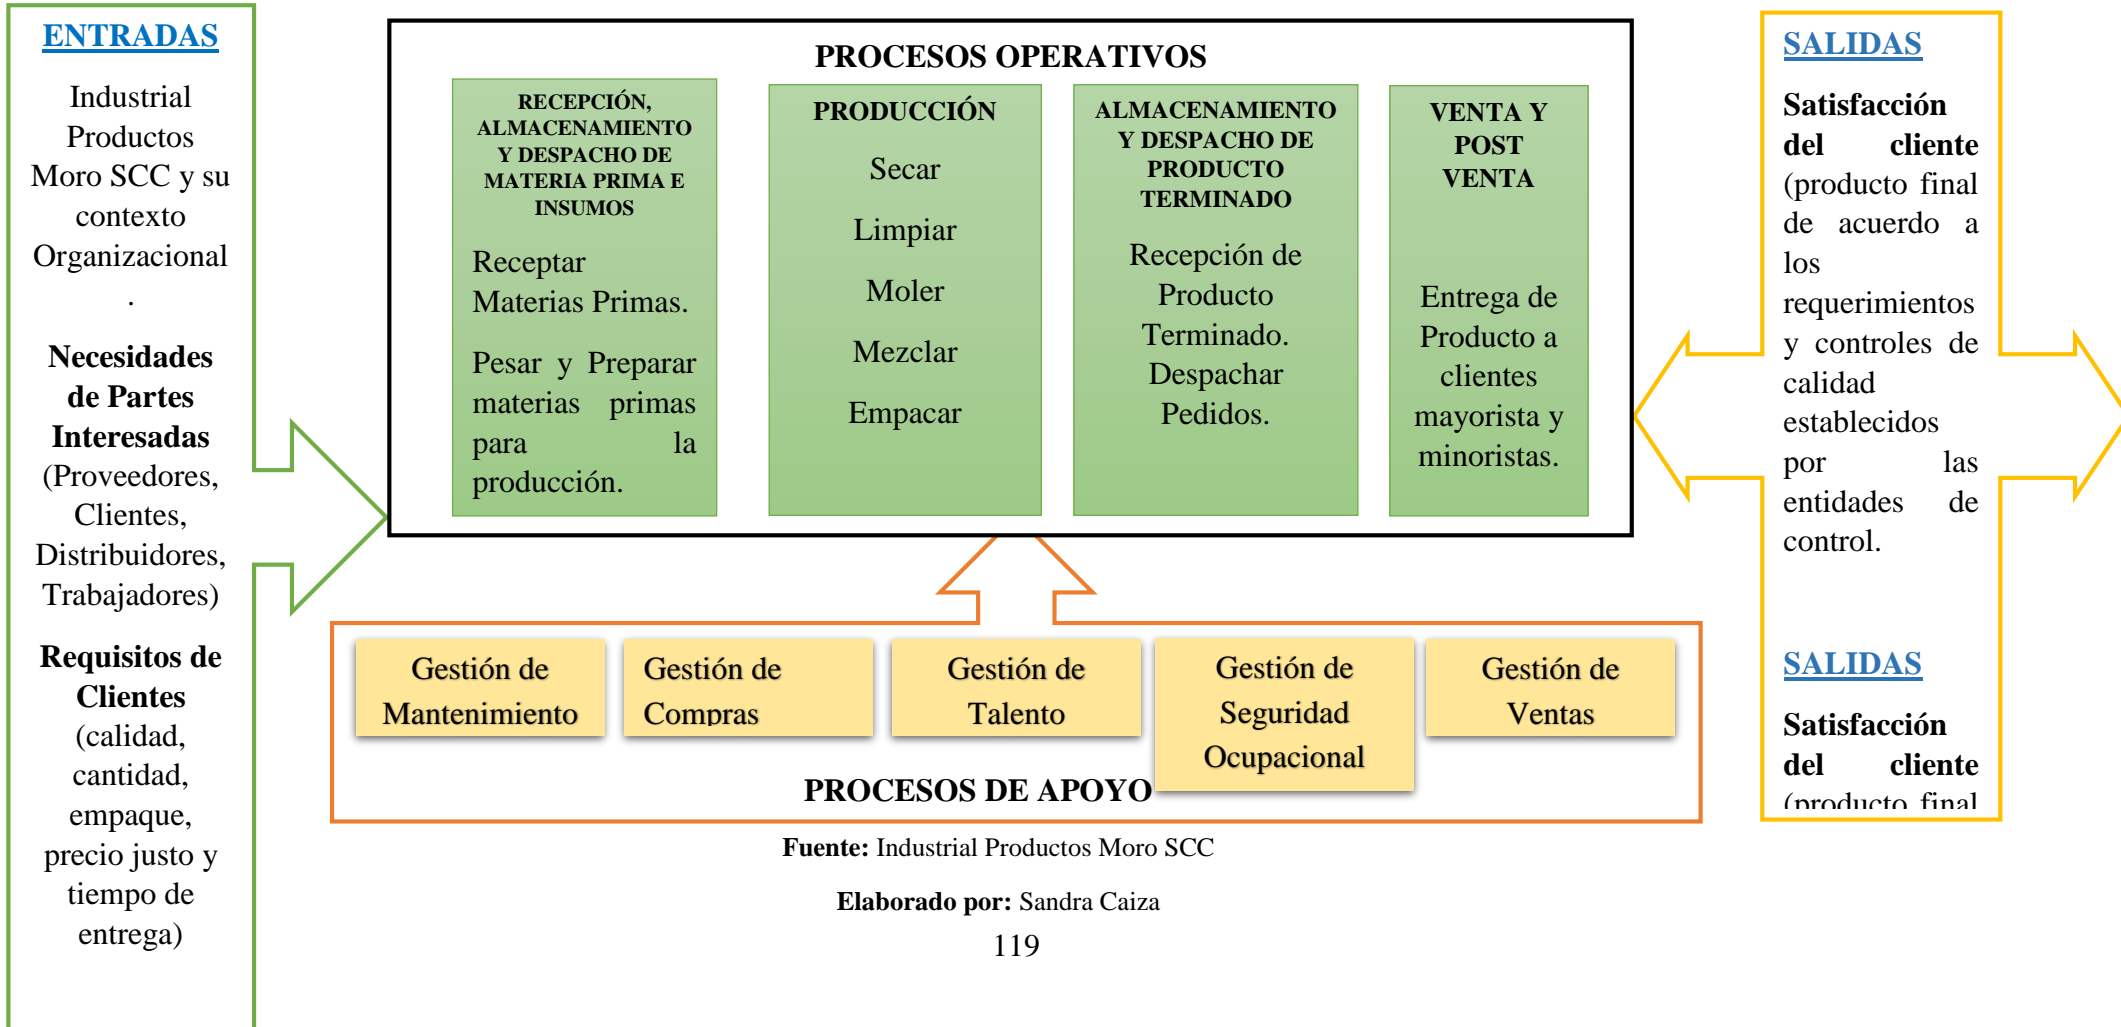 ENTRADAS
Industrial
Productos
Moro SCC y su
contexto
Organizacional
.
Necesidades
de Partes
Interesadas
(Proveedores,
Clientes,
Distribuidores,
Trabajadores)
Requisitos de
Clientes
(calidad,
cantidad,
empaque,
precio justo y
tiempo de
entrega)
PROCESOS OPERATIVOS
RECEPCIÓN,
ALMACENAMIENTO
Y DESPACHO DE
MATERIA PRIMA E
INSUMOS
Receptar
Materias Primas.
Pesar y Preparar
materias primas
para la
producción.
PRODUCCIÓN
Secar
Limpiar
Moler
Mezclar
Empacar
ALMACENAMIENTO
Y DESPACHO DE
PRODUCTO
TERMINADO
Recepción de
Producto
Terminado.
Despachar
Pedidos.
VENTA Y
POST
VENTA
Entrega de
Producto a
clientes
mayorista y
minoristas.
Gestión de
Mantenimiento
Gestión de
Compras
Gestión de
Talento
Gestión de
Seguridad
Ocupacional
Gestión de
Ventas
PROCESOS DE APOYO
SALIDAS
Satisfacción
del cliente
(producto final
de acuerdo a
los
requerimientos
y controles de
calidad
establecidos
por las
entidades de
control.
SALIDAS
Satisfacción
del cliente
(producto final
Fuente: Industrial Productos Moro SCC
Elaborado por: Sandra Caiza
119